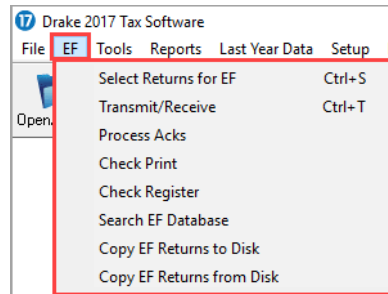 17 Drake 2017 Tax Software
File EF Tools Reports Last Year Data Setup
Open
Select Returns for EF Ctrl+S
Transmit/Receive Ctrl+T
Process Acks
Check Print
Check Register
Search EF Database
Copy EF Returns to Disk
Copy EF Returns from Disk